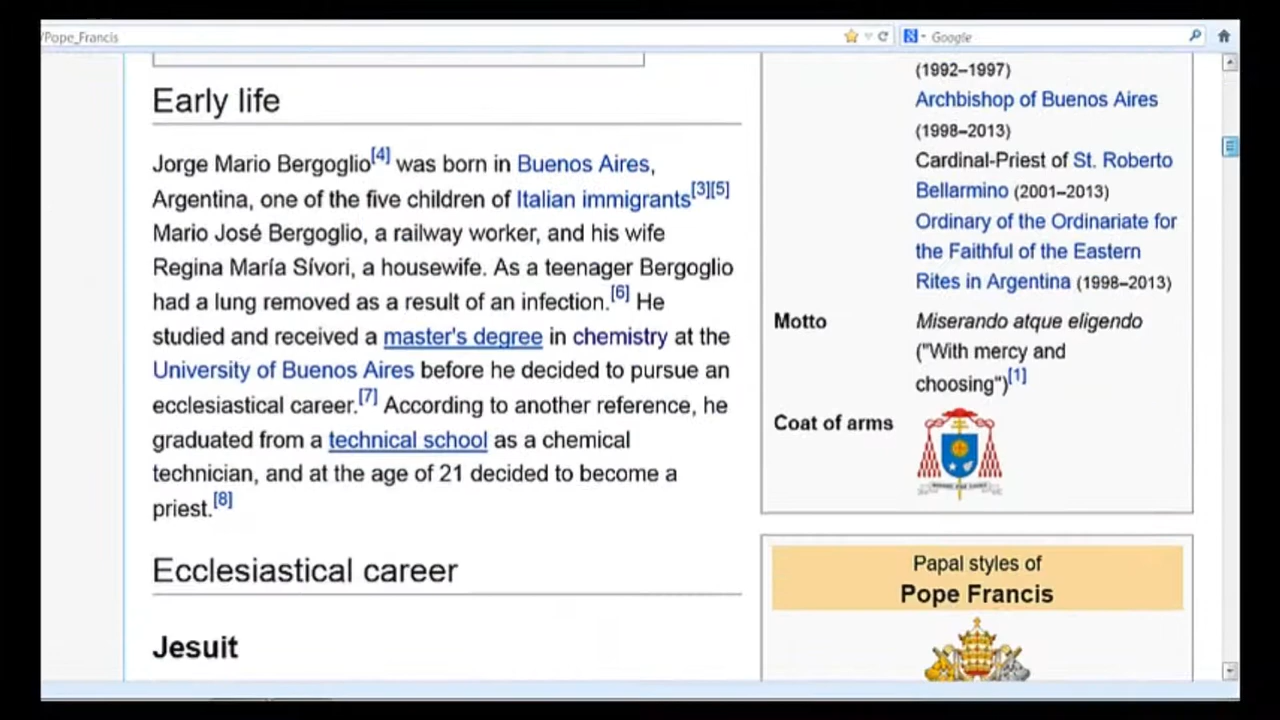 /Pope_Francis
Google
Early life
Jorge Mario Bergoglio[4] was born in Buenos Aires,
Argentina, one of the five children of Italian immigrants[3][5]
Mario José Bergoglio, a railway worker, and his wife
Regina María Sívori, a housewife. As a teenager Bergoglio
had a lung removed as a result of an infection.[6] He
studied and received a master's degree in chemistry at the
University of Buenos Aires before he decided to pursue an
ecclesiastical career.[7] According to another reference, he
graduated from a technical school as a chemical
technician, and at the age of 21 decided to become a
priest.[8]
Ecclesiastical career
Jesuit
(1992–1997)
Archbishop of Buenos Aires
(1998–2013)
Cardinal-Priest of St. Roberto
Bellarmino (2001–2013)
Ordinary of the Ordinariate for
the Faithful of the Eastern
Rites in Argentina (1998–2013)
Motto Miserando atque eligendo
("With mercy and
choosing")[1]
Coat of arms
Papal styles of
Pope Francis